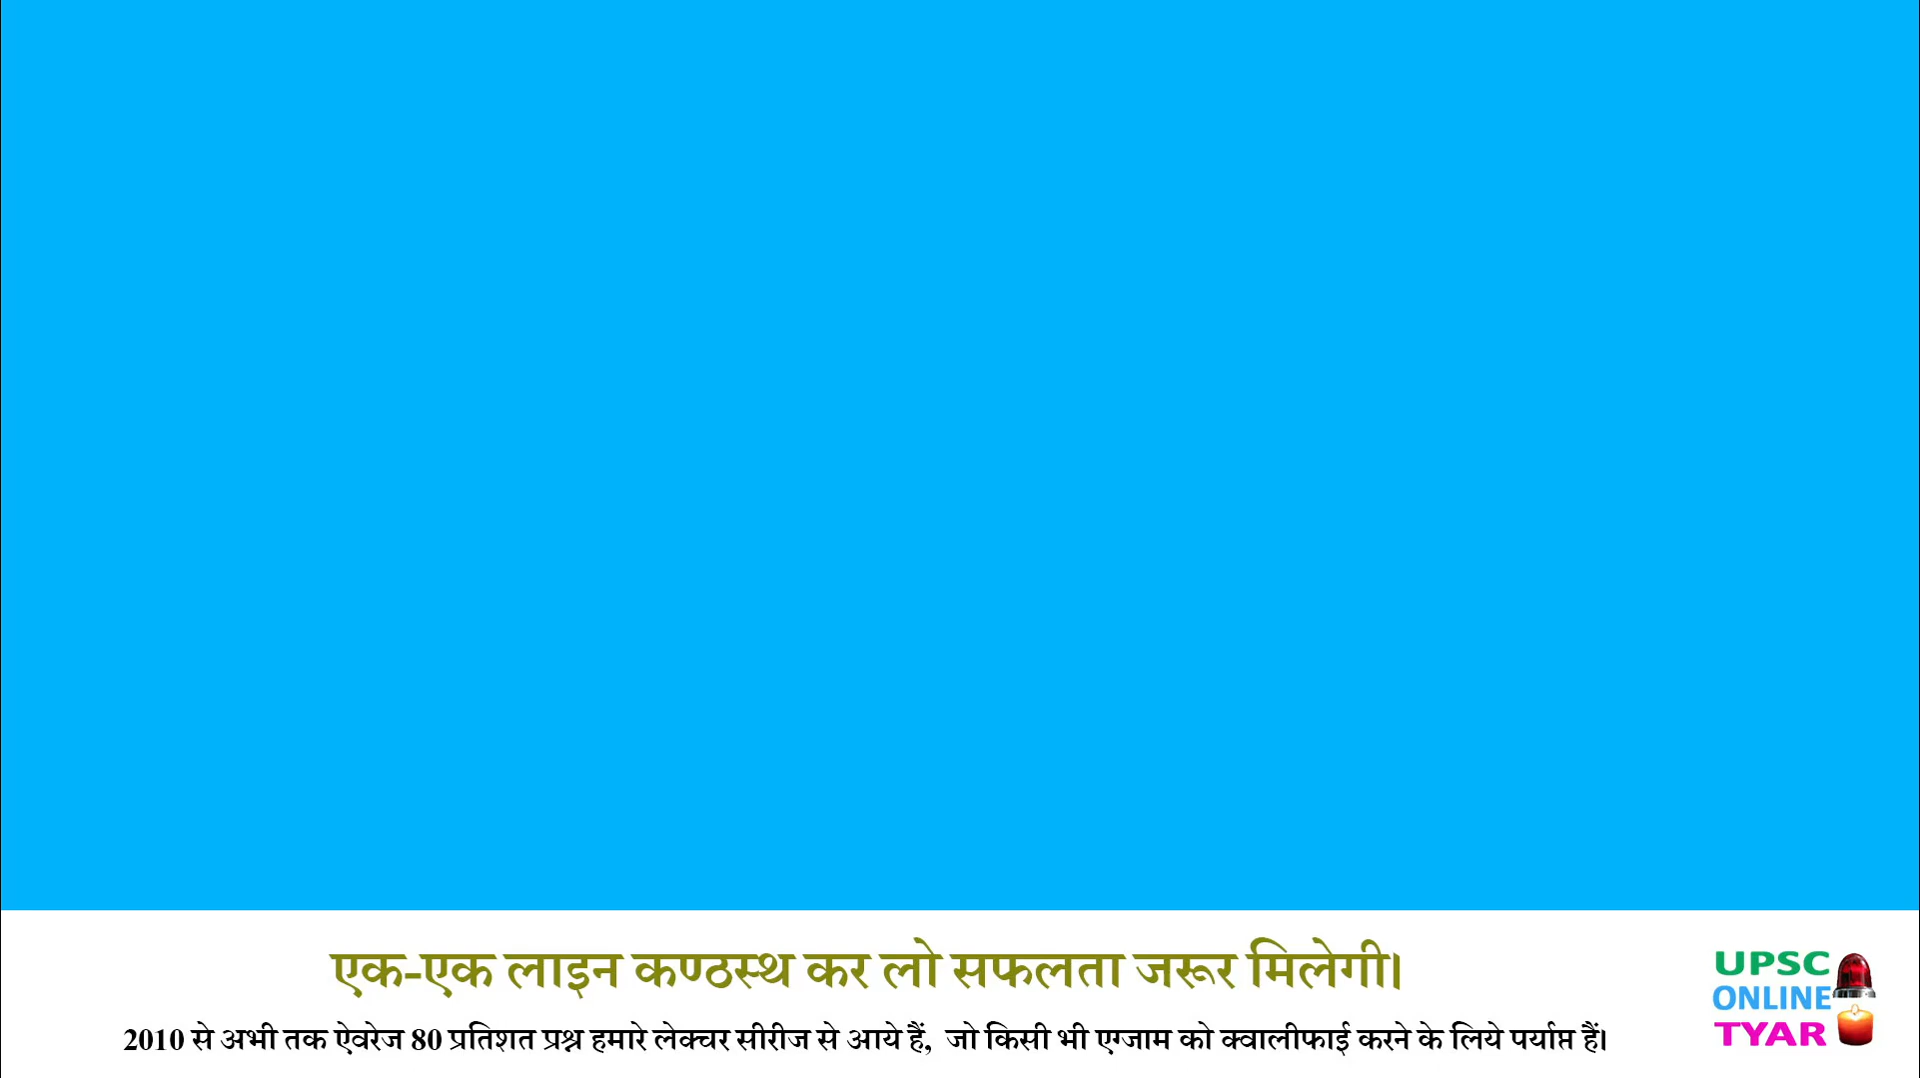 एक-एक लाइन कण्ठस्थ कर लो सफलता जरूर मिलेगी।
2010 से अभी तक ऐवरेज 80 प्रतिशत प्रश्न हमारे लेक्चर सीरीज से आये हैं, जो किसी भी एग्जाम को क्वालीफाई करने के लिये पर्याप्त हैं।
UPSC
ONLINE
TYAR